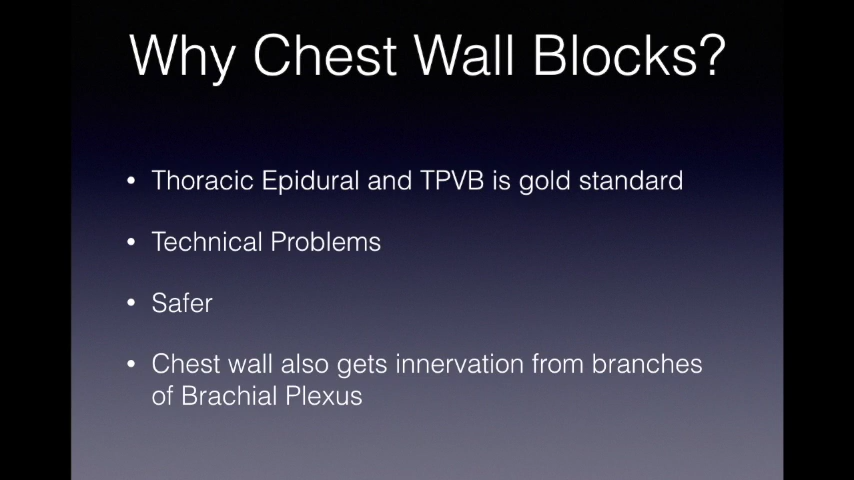 Why Chest Wall Blocks?
• Thoracic Epidural and TPVB is gold standard
• Technical Problems
• Safer
• Chest wall also gets innervation from branches
of Brachial Plexus